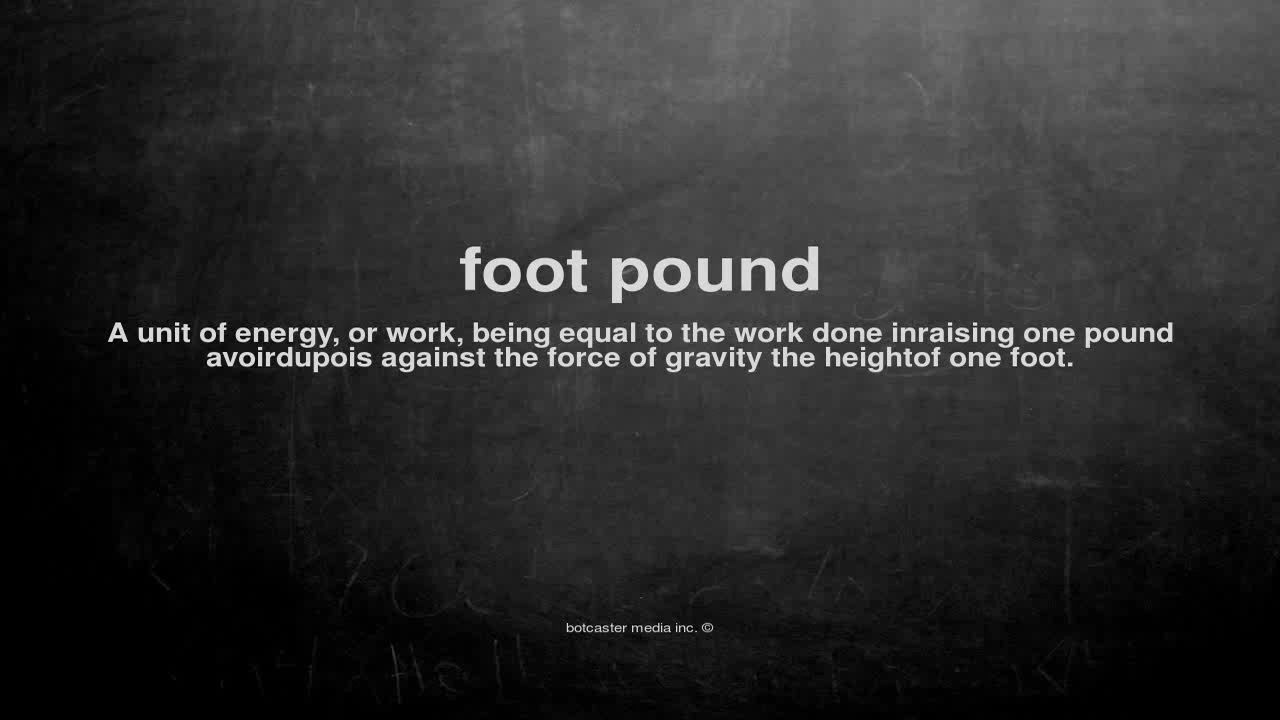 foot pound
A unit of energy, or work, being equal to the work done inraising one pound
avoirdupois against the force of gravity the heightof one foot.
botcaster media inc. ©